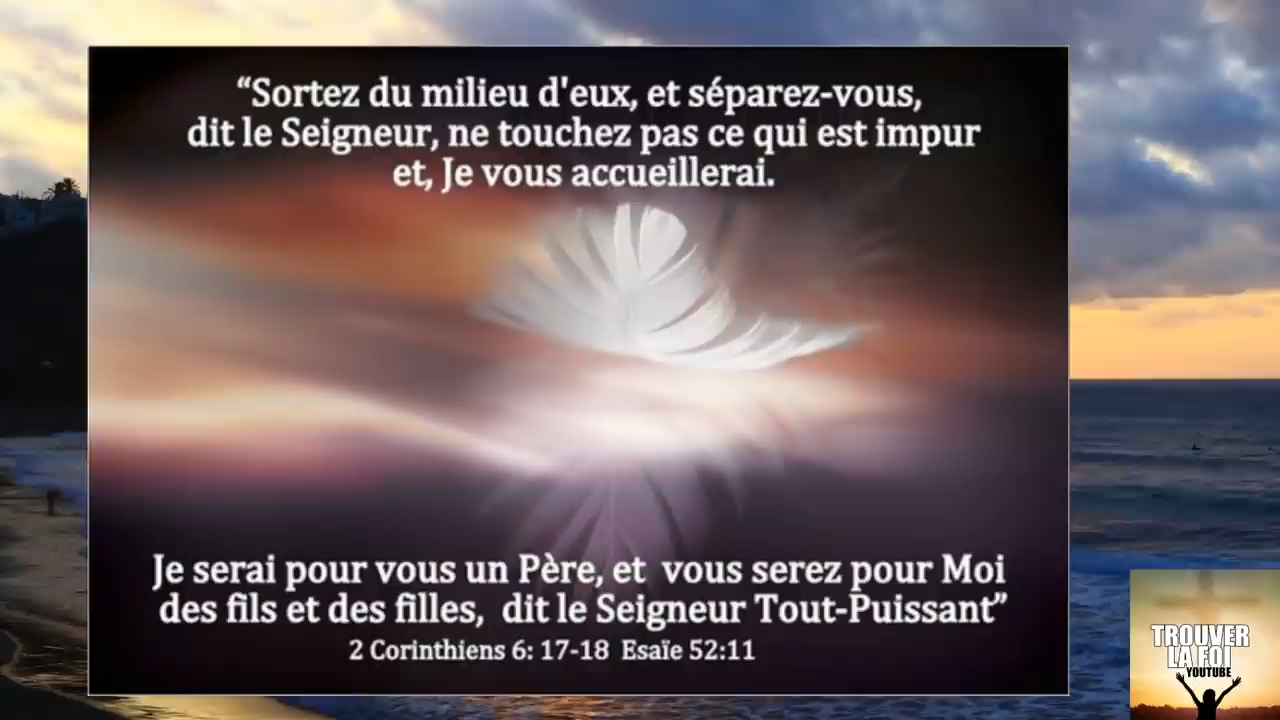 “Sortez du milieu d'eux, et séparez-vous,
dit le Seigneur, ne touchez pas ce qui est impur
et, Je vous accueillerai.
Je serai pour vous un Père, et vous serez pour Moi
des fils et des filles, dit le Seigneur Tout-Puissant”
2 Corinthiens 6: 17-18 Esaïe 52:11
TROUVER
LA FOI
YOUTUBE